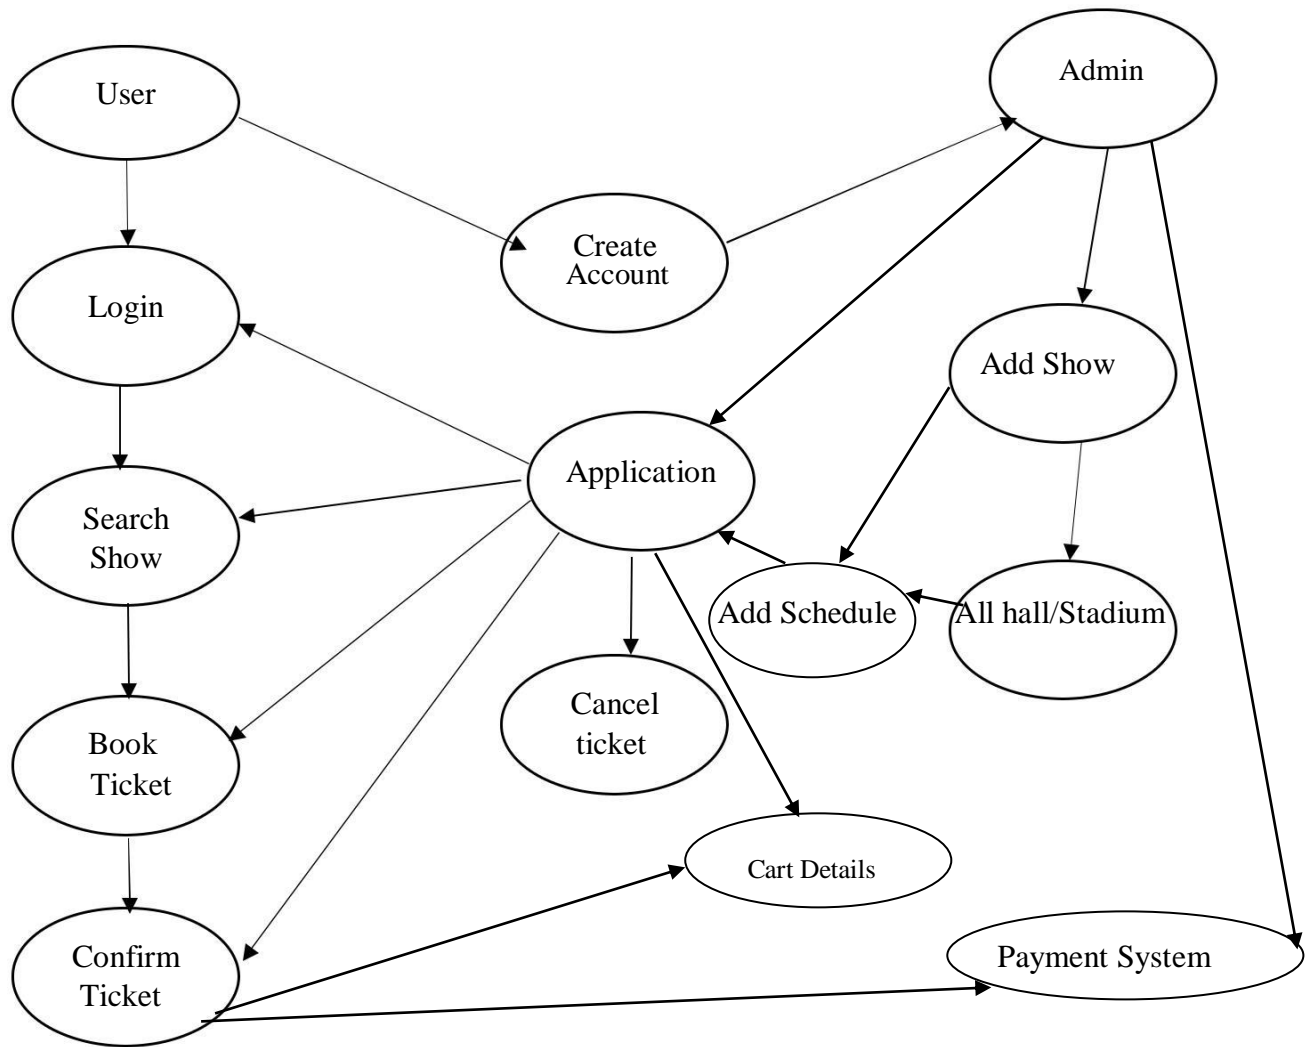 User
Admin
Create
Account
Login
Add Show
Application
Search
Show
Add Schedule
All hall/Stadium
Cancel
ticket
Book
Ticket
Cart Details
Confirm
Ticket
Payment System